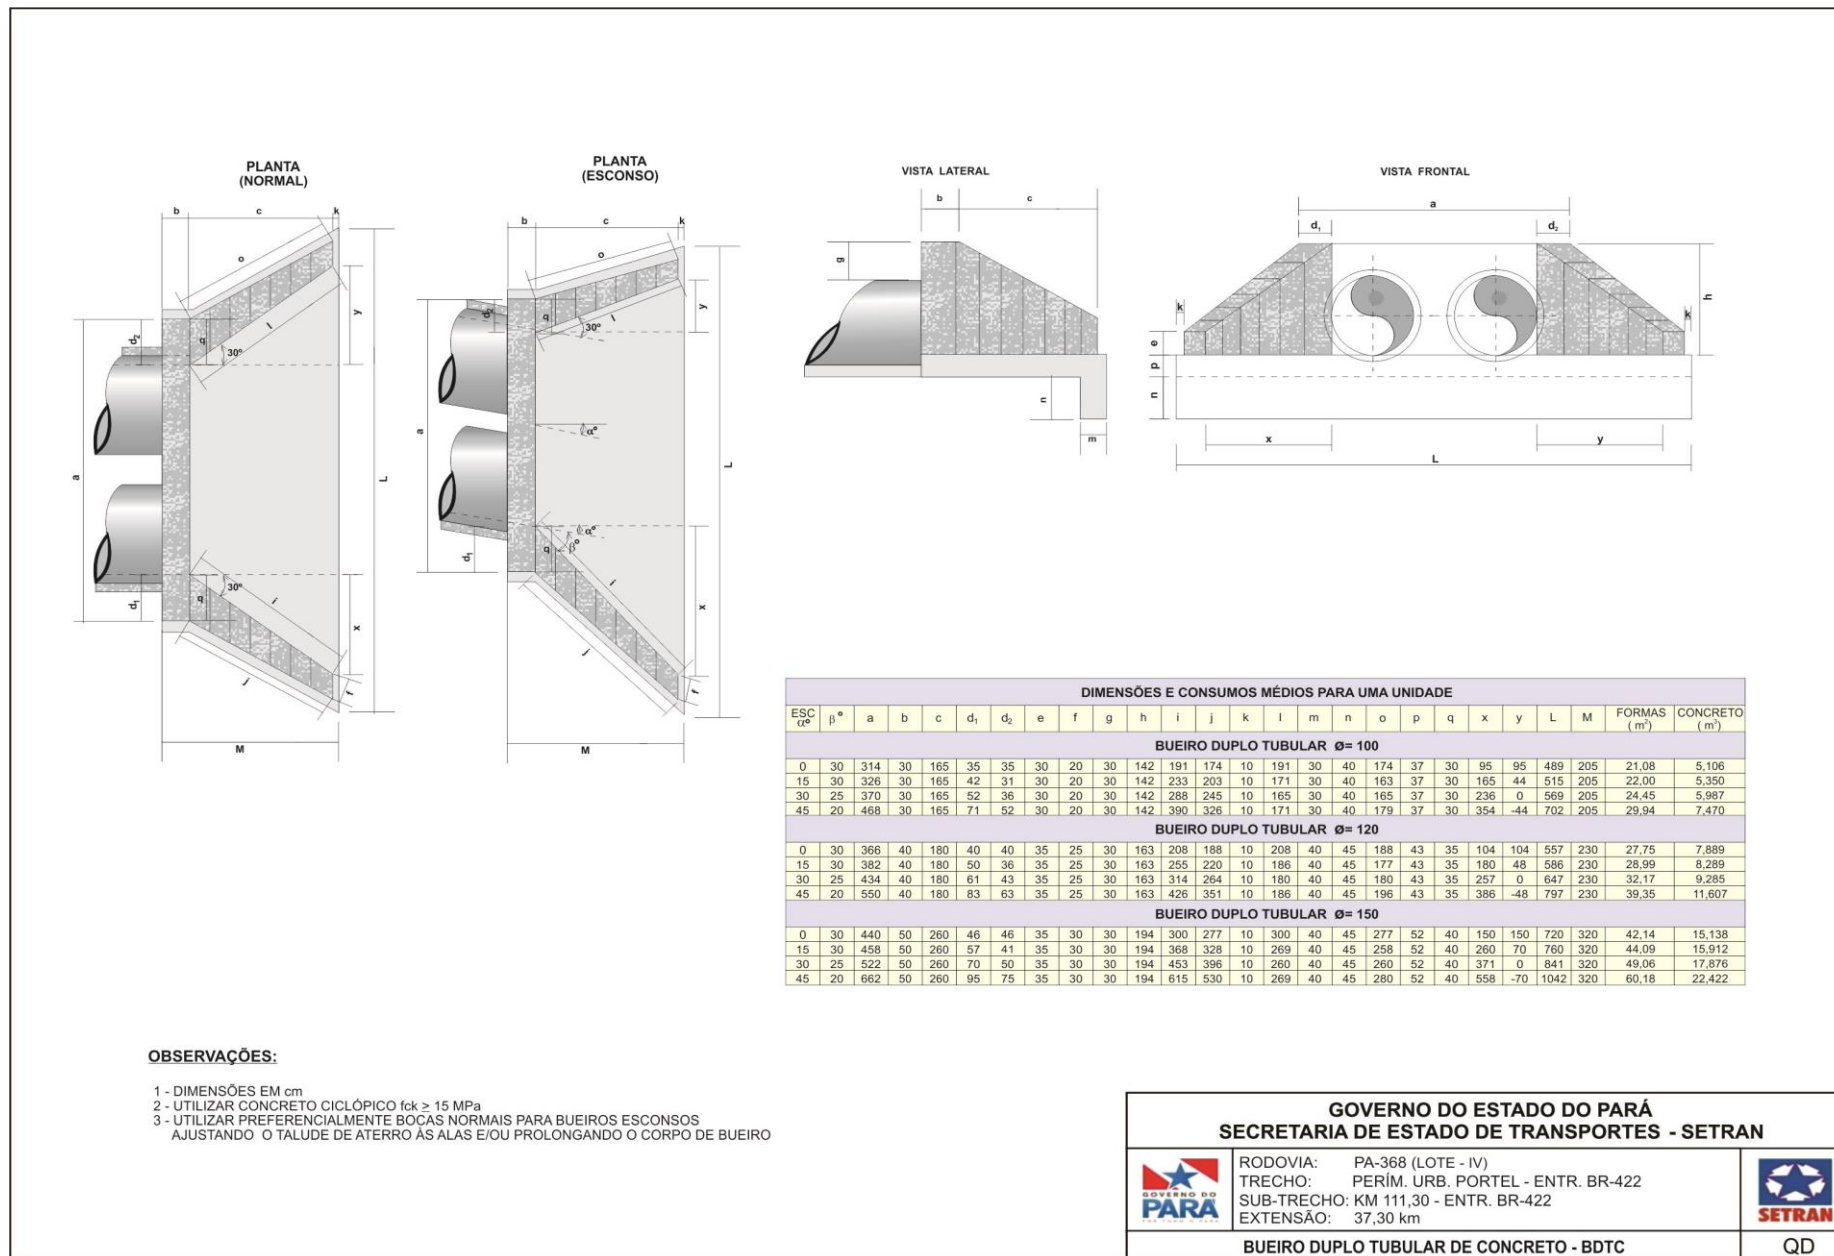 PLANTA
(NORMAL)
b c k
o
l
y
d₂
q
30º
a
L
30º
i
q
d₁
x
j
f
M
PLANTA
(ESCONSO)
b c k
o
y
d₂
q
l
30º
a
αº
L
αº
q
βº
d₁
i
x
j
f
M
VISTA LATERAL
b c
g
n
m
VISTA FRONTAL
a
d₁ d₂
h
k k
e
p
n
x y
L
DIMENSÕES E CONSUMOS MÉDIOS PARA UMA UNIDADE
ESC αº βº a b c d₁ d₂ e f g h i j k l m n o p q x y L M FORMAS (m²) CONCRETO (m³)
BUEIRO DUPLO TUBULAR Ø= 100
0 30 314 30 165 35 35 30 20 30 142 191 174 10 191 30 40 174 37 30 95 95 489 205 21,08 5,106
15 30 326 30 165 42 31 30 20 30 142 233 203 10 171 30 40 163 37 30 165 44 515 205 22,00 5,350
30 25 370 30 165 52 36 30 20 30 142 288 245 10 165 30 40 165 37 30 236 0 569 205 24,45 5,987
45 20 468 30 165 71 52 30 20 30 142 390 326 10 171 30 40 179 37 30 354 -44 702 205 29,94 7,470
BUEIRO DUPLO TUBULAR Ø= 120
0 30 366 40 180 40 40 35 25 30 163 208 188 10 208 40 45 188 43 35 104 104 557 230 27,75 7,889
15 30 382 40 180 50 36 35 25 30 163 255 220 10 186 40 45 177 43 35 180 48 586 230 28,99 8,289
30 25 434 40 180 61 43 35 25 30 163 314 264 10 180 40 45 180 43 35 257 0 647 230 32,17 9,285
45 20 550 40 180 83 63 35 25 30 163 426 351 10 186 40 45 196 43 35 386 -48 797 230 39,35 11,607
BUEIRO DUPLO TUBULAR Ø= 150
0 30 440 50 260 46 46 35 30 30 194 300 277 10 300 40 45 277 52 40 150 150 720 320 42,14 15,138
15 30 458 50 260 57 41 35 30 30 194 368 328 10 269 40 45 258 52 40 260 70 760 320 44,09 15,912
30 25 522 50 260 70 50 35 30 30 194 453 396 10 260 40 45 260 52 40 371 0 841 320 49,06 17,876
45 20 662 50 260 95 75 35 30 30 194 615 530 10 269 40 45 280 52 40 558 -70 1042 320 60,18 22,422
OBSERVAÇÕES:
1 - DIMENSÕES EM cm
2 - UTILIZAR CONCRETO CICLÓPICO fck ≥ 15 MPa
3 - UTILIZAR PREFERENCIALMENTE BOCAS NORMAIS PARA BUEIROS ESCONSOS
AJUSTANDO O TALUDE DE ATERRO ÀS ALAS E/OU PROLONGANDO O CORPO DE BUEIRO
GOVERNO DO ESTADO DO PARÁ
SECRETARIA DE ESTADO DE TRANSPORTES - SETRAN
GOVERNO DO
PARÁ
RODOVIA: PA-368 (LOTE - IV)
TRECHO: PERÍM. URB. PORTEL - ENTR. BR-422
SUB-TRECHO: KM 111,30 - ENTR. BR-422
EXTENSÃO: 37,30 km
SETRAN
BUEIRO DUPLO TUBULAR DE CONCRETO - BDTC
QD